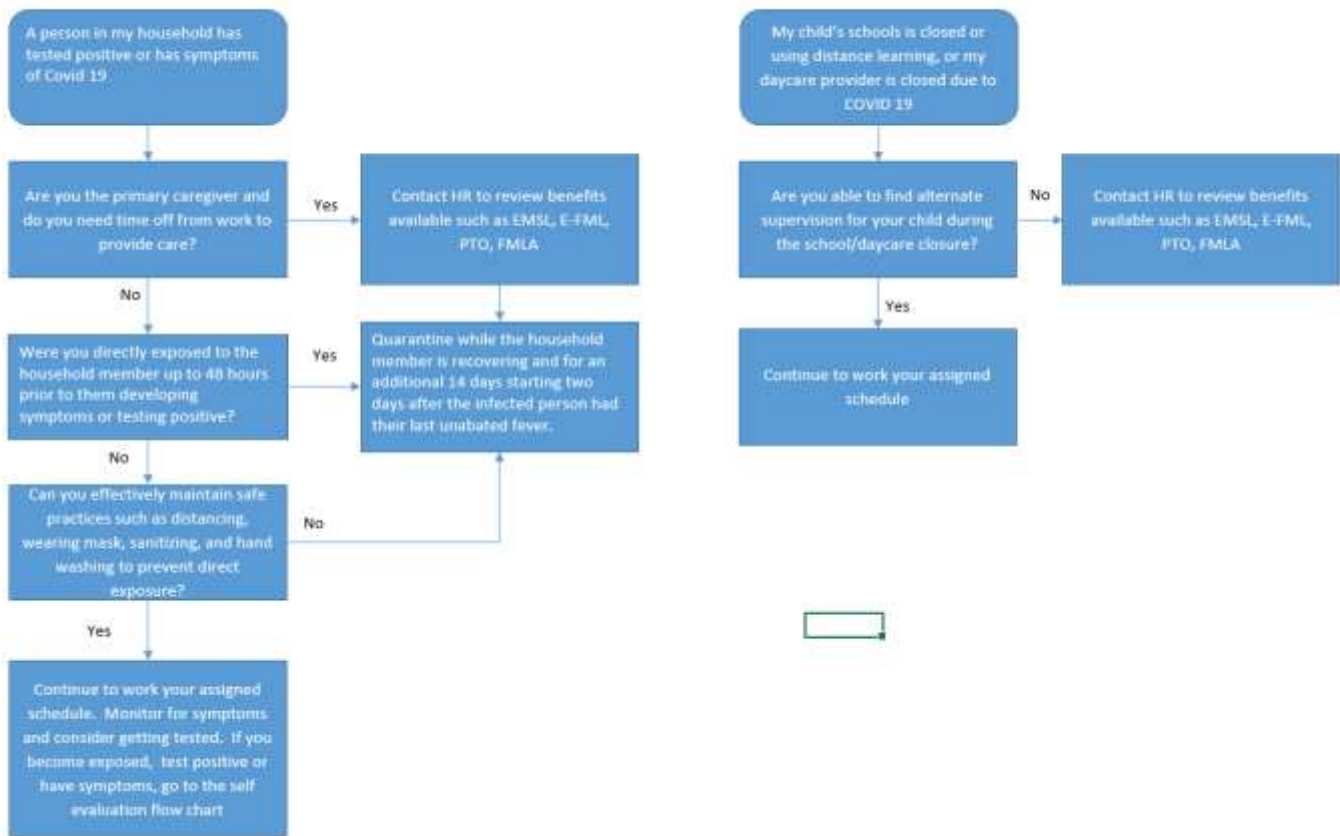 A person in my household has
tested positive or has symptoms
of Covid 19
Are you the primary caregiver and
do you need time off from work to
provide care?
Yes
Contact HR to review benefits
available such as EMSL, E-FML,
PTO, FMLA
No
Were you directly exposed to the
household member up to 48 hours
prior to them developing
symptoms or testing positive?
Yes
Quarantine while the household
member is recovering and for an
additional 14 days starting two
days after the infected person had
their last unabated fever.
No
Can you effectively maintain safe
practices such as distancing,
wearing mask, sanitizing, and hand
washing to prevent direct
exposure?
No
Yes
Continue to work your assigned
schedule. Monitor for symptoms
and consider getting tested. If you
become exposed, test positive or
have symptoms, go to the self
evaluation flow chart
My child's schools is closed or
using distance learning, or my
daycare provider is closed due to
COVID 19
Are you able to find alternate
supervision for your child during
the school/daycare closure?
No
Contact HR to review benefits
available such as EMSL, E-FML,
PTO, FMLA
Yes
Continue to work your assigned
schedule